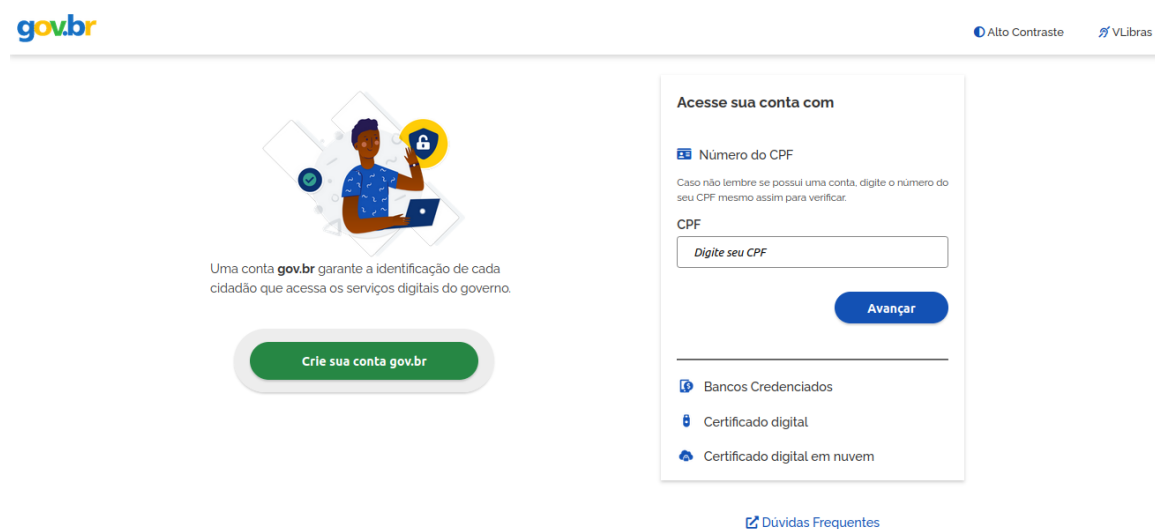 gov.br
Alto Contraste
VLibras
Uma conta gov.br garante a identificação de cada
cidadão que acessa os serviços digitais do governo.
Crie sua conta gov.br
Acesse sua conta com
Número do CPF
Caso não lembre se possui uma conta, digite o número do
seu CPF mesmo assim para verificar.
CPF
Digite seu CPF
Avançar
Bancos Credenciados
Certificado digital
Certificado digital em nuvem
Dúvidas Frequentes